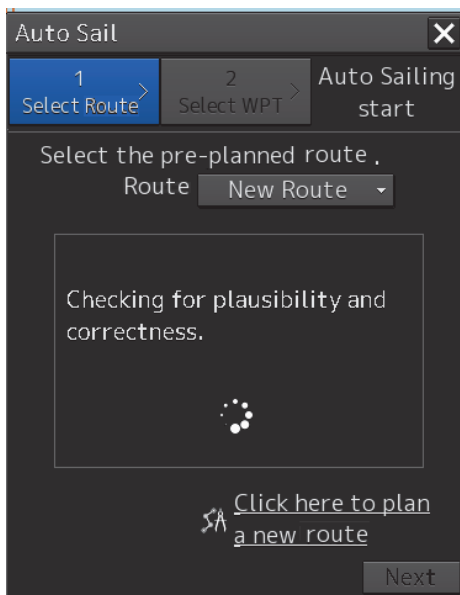 Auto Sail
1
Select Route
2
Select WPT
Auto Sailing
start
Select the pre-planned route .
Route New Route
Checking for plausibility and
correctness.
Click here to plan
a new route
Next